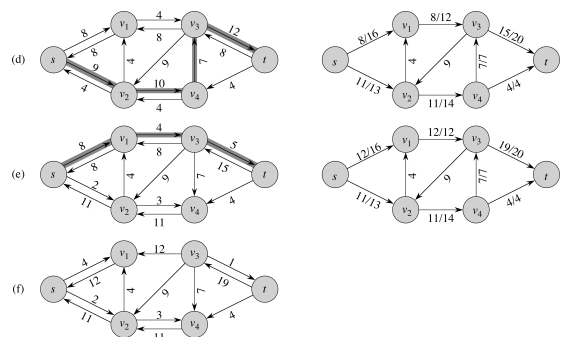 (d)
s
v1
v2
v3
v4
t
8
8
4
8
12
8
9
4
4
9
7
10
4
4
s
v1
v2
v3
v4
t
8/16
8/12
15/20
11/13
4
9
7/7
11/14
4/4
(e)
s
v1
v2
v3
v4
t
8
8
4
8
5
15
2
11
4
9
7
3
11
4
s
v1
v2
v3
v4
t
12/16
12/12
19/20
11/13
4
9
7/7
11/14
4/4
(f)
s
v1
v2
v3
v4
t
4
12
12
1
19
2
11
4
9
7
3
11
4